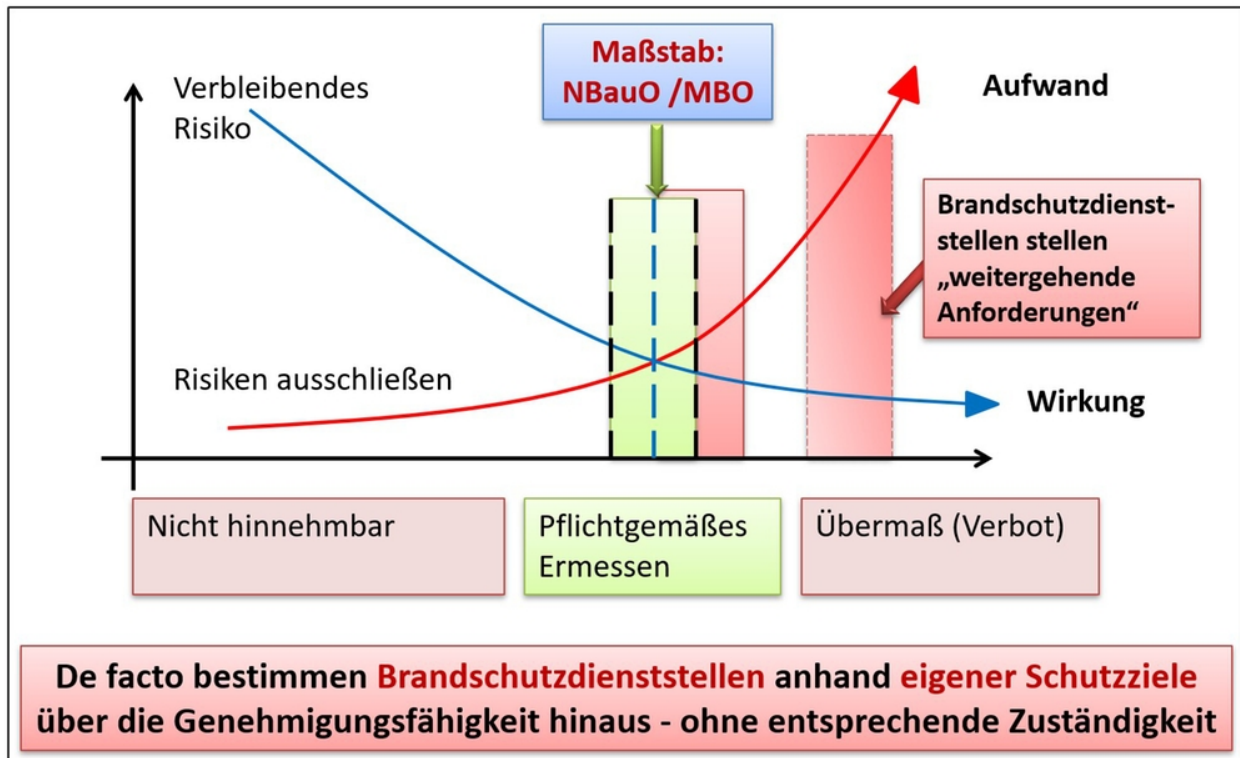 Maßstab:
NBauO /MBO
Verbleibendes
Risiko
Aufwand
Brandschutzdienst-
stellen stellen
„weitergehende
Anforderungen“
Risiken ausschließen
Wirkung
Nicht hinnehmbar
Pflichtgemäßes
Ermessen
Übermaß (Verbot)
De facto bestimmen Brandschutzdienststellen anhand eigener Schutzziele
über die Genehmigungsfähigkeit hinaus - ohne entsprechende Zuständigkeit